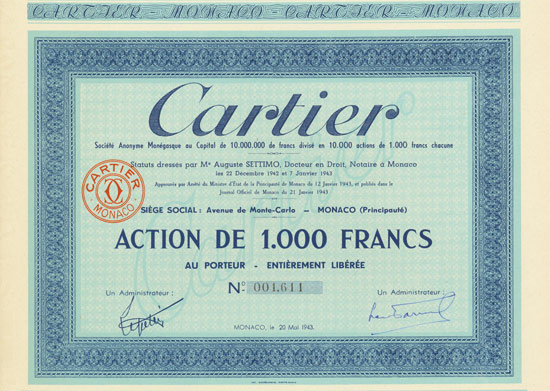 CARTIER - MONACO - CARTIER - MONACO
Cartier
Société Anonyme Monégasque au Capital de 10.000.000 de francs divisé en 10.000 actions de 1.000 francs chacune
Statuts dressés par Me Auguste SETTIMO, Docteur en Droit, Notaire à Monaco
les 22 Décembre 1942 et 7 Janvier 1943
Approuvés par Arrêté du Ministre d'Etat de la Principauté de Monaco du 12 Janvier 1943, et publiés dans le
Journal Officiel de Monaco du 21 Janvier 1943
CARTIER
MONACO
SIÈGE SOCIAL: Avenue de Monte-Carlo - MONACO (Principauté)
ACTION DE 1.000 FRANCS
AU PORTEUR - ENTIÈREMENT LIBÉRÉE
No 001,611
Un Administrateur:
Un Administrateur:
MONACO, le 20 Mai 1943.